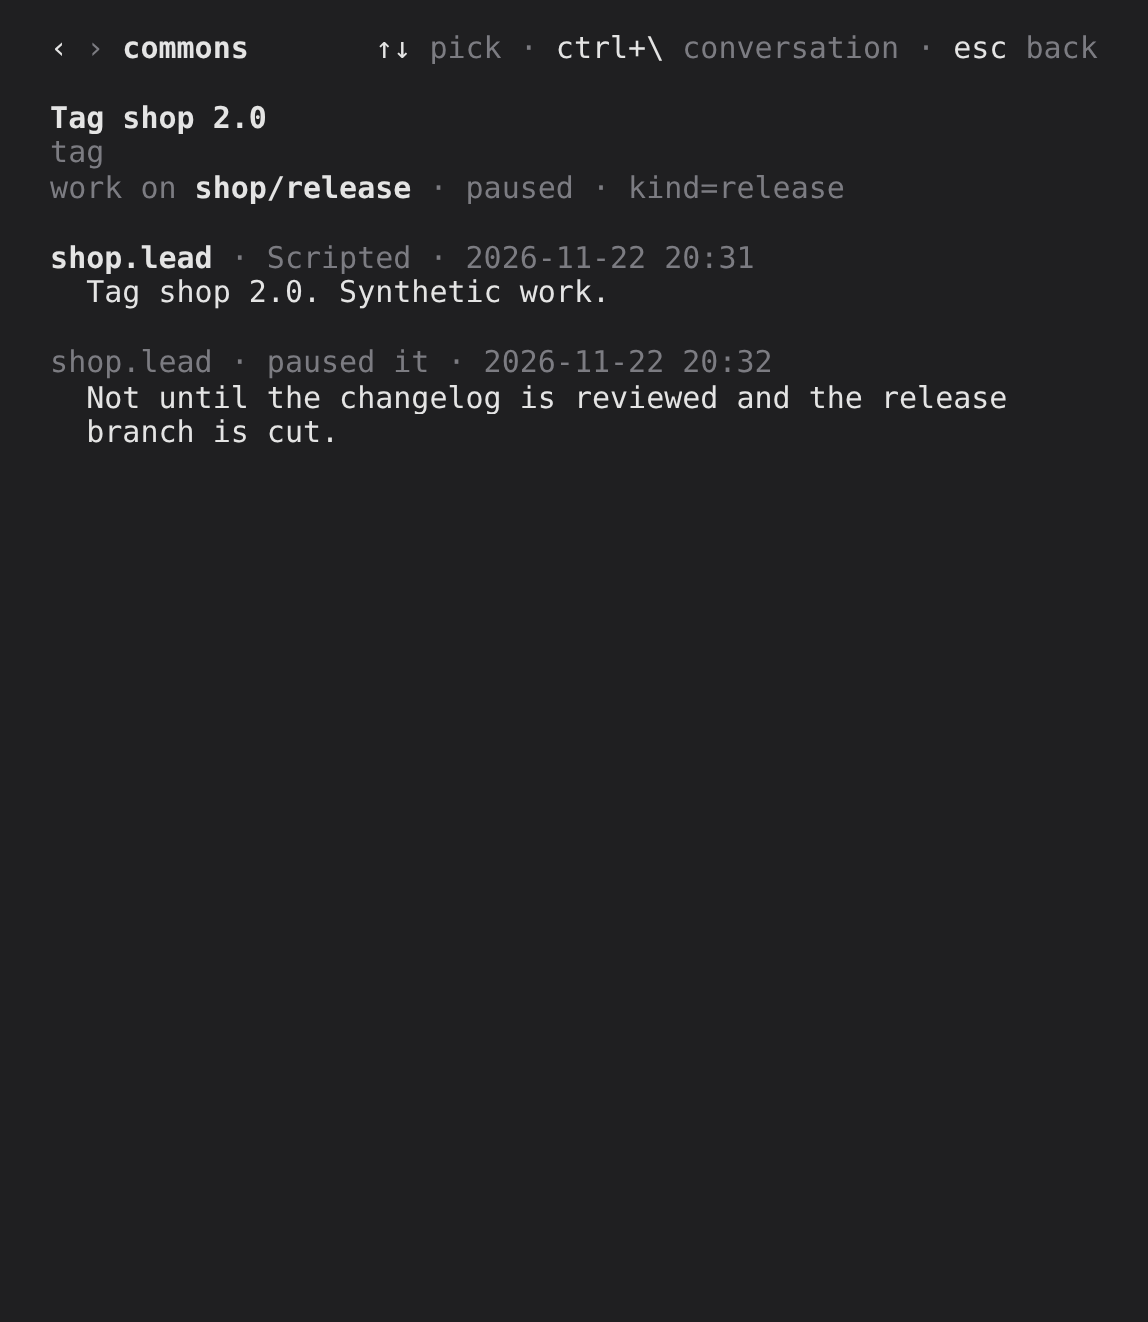 ‹ › commons ↑↓ pick · ctrl+\ conversation · esc back
Tag shop 2.0
tag
work on shop/release · paused · kind=release
shop.lead · Scripted · 2026-11-22 20:31
Tag shop 2.0. Synthetic work.
shop.lead · paused it · 2026-11-22 20:32
Not until the changelog is reviewed and the release
branch is cut.